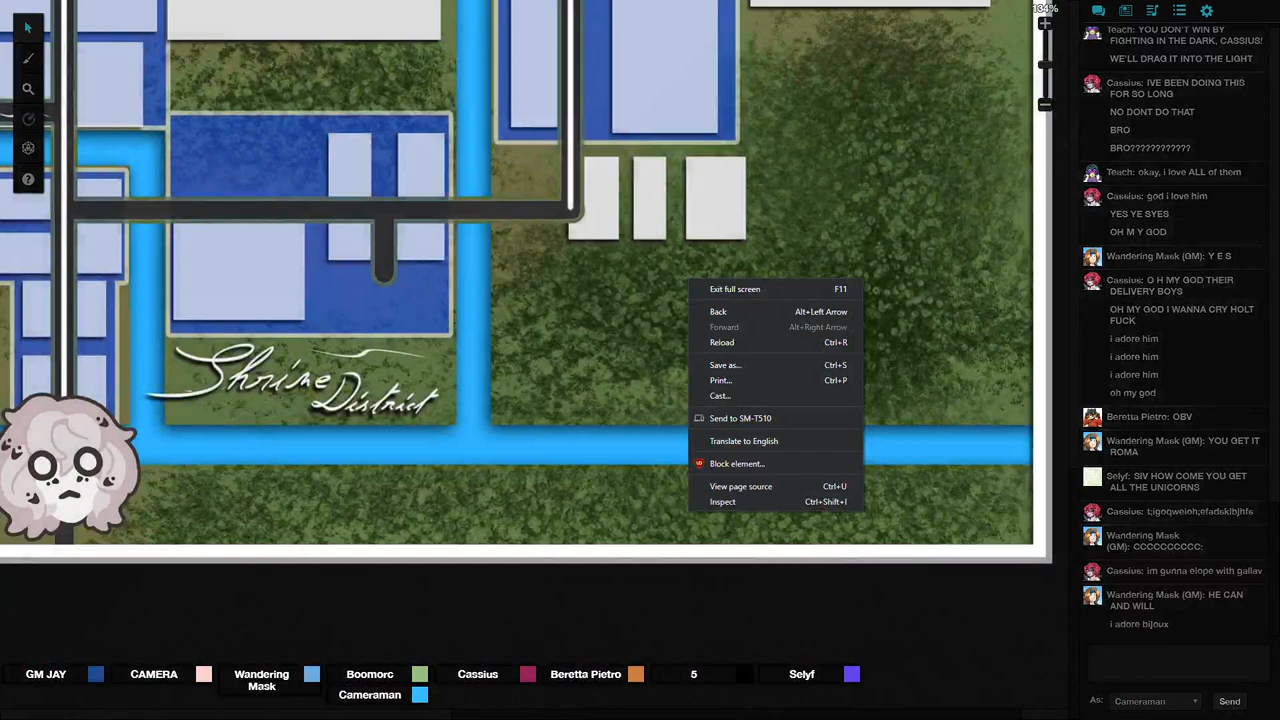 134%
Shrine
District
Exit full screen F11
Back Alt+Left Arrow
Forward Alt+Right Arrow
Reload Ctrl+R
Save as... Ctrl+S
Print... Ctrl+P
Cast...
Send to SM-T510
Translate to English
Block element...
View page source Ctrl+U
Inspect Ctrl+Shift+I
Teach: YOU DON'T WIN BY
FIGHTING IN THE DARK, CASSIUS!
WE'LL DRAG IT INTO THE LIGHT
Cassius: IVE BEEN DOING THIS
FOR SO LONG
NO DONT DO THAT
BRO
BRO????????????
Teach: okay, i love ALL of them
Cassius: god i love him
YES YE SYES
OH M Y GOD
Wandering Mask (GM): Y E S
Cassius: O H MY GOD THEIR
DELIVERY BOYS
OH MY GOD I WANNA CRY HOLT
FUCK
i adore him
i adore him
i adore him
oh my god
Beretta Pietro: OBV
Wandering Mask (GM): YOU GET IT
ROMA
Selyf: SIV HOW COME YOU GET
ALL THE UNICORNS
Cassius: t;igoqweioh;efadsklbjhfs
Wandering Mask
(GM): CCCCCCCCCC:
Cassius: im gunna elope with gallav
Wandering Mask (GM): HE CAN
AND WILL
i adore bijoux
As: Cameraman Send
GM JAY
CAMERA
Wandering
Mask
Boomorc
Cameraman
Cassius
Beretta Pietro
5
Selyf